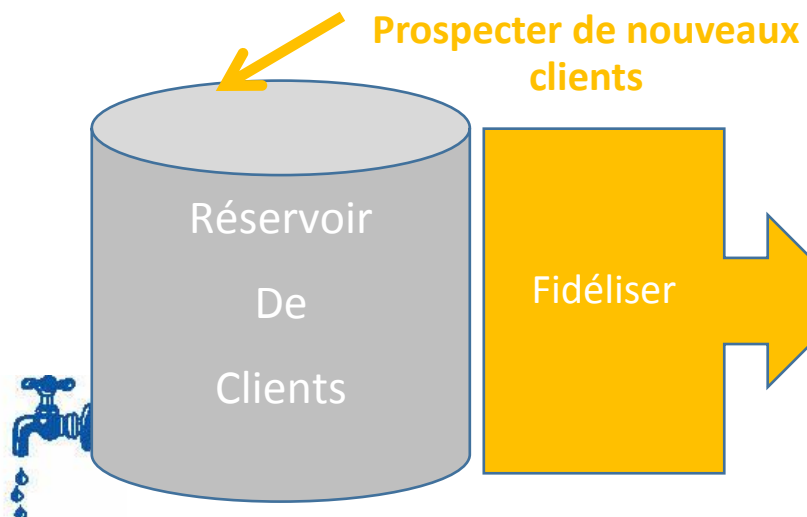 Prospecter de nouveaux
clients
Réservoir
De
Clients
Fidéliser